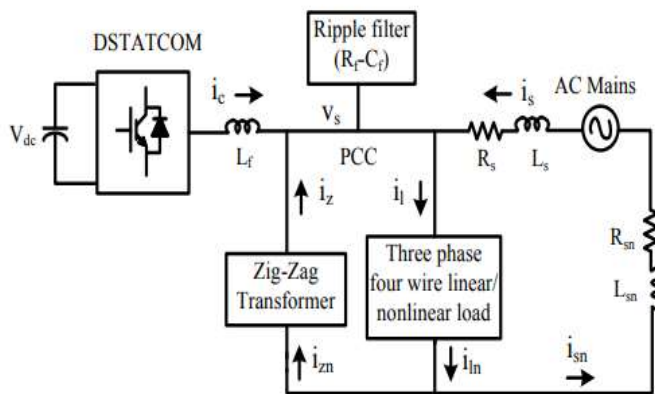 DSTATCOM
Ripple filter
(Rf-Cf)
AC Mains
Vdc
ic
Lf
vs
PCC
is
Rs
Ls
iz
il
Rsn
Lsn
Zig-Zag
Transformer
Three phase
four wire linear/
nonlinear load
izn
iln
isn